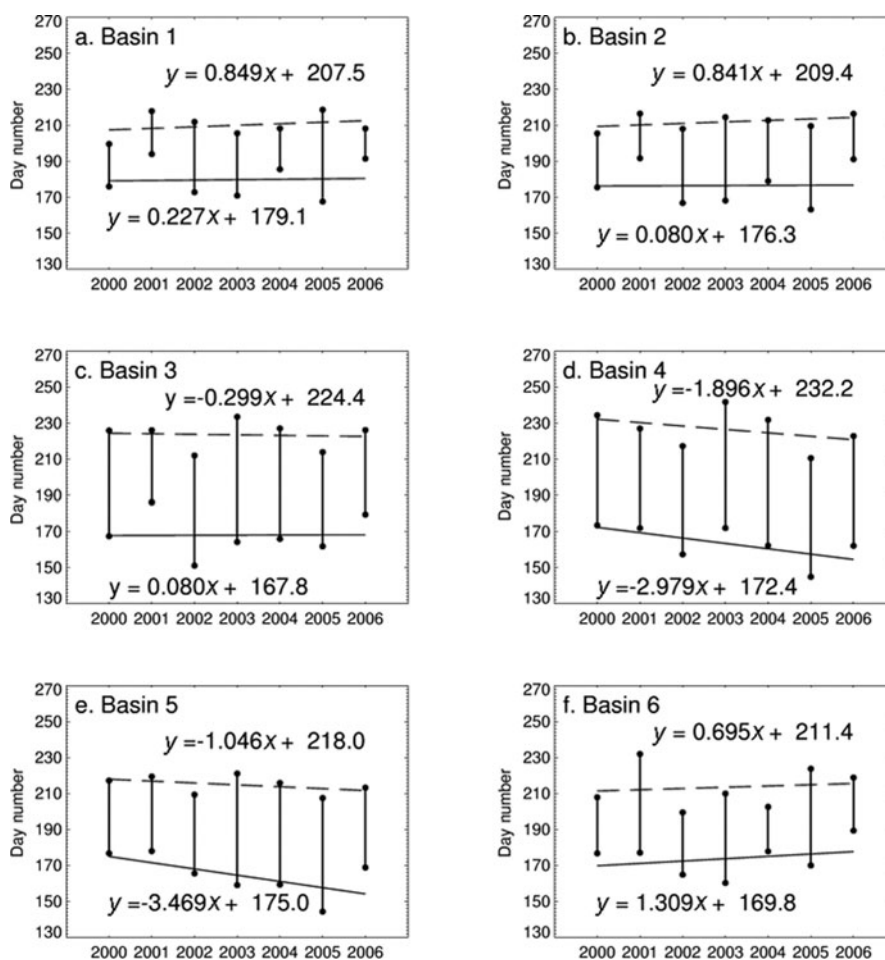 270
250
230
210
190
170
150
130
Day number
a. Basin 1
y = 0.849x + 207.5
y = 0.227x + 179.1
2000 2001 2002 2003 2004 2005 2006
270
250
230
210
190
170
150
130
Day number
b. Basin 2
y = 0.841x + 209.4
y = 0.080x + 176.3
2000 2001 2002 2003 2004 2005 2006
270
250
230
210
190
170
150
130
Day number
c. Basin 3
y =-0.299x + 224.4
y = 0.080x + 167.8
2000 2001 2002 2003 2004 2005 2006
270
250
230
210
190
170
150
130
Day number
d. Basin 4
y =-1.896x + 232.2
y =-2.979x + 172.4
2000 2001 2002 2003 2004 2005 2006
270
250
230
210
190
170
150
130
Day number
e. Basin 5
y =-1.046x + 218.0
y =-3.469x + 175.0
2000 2001 2002 2003 2004 2005 2006
270
250
230
210
190
170
150
130
Day number
f. Basin 6
y = 0.695x + 211.4
y = 1.309x + 169.8
2000 2001 2002 2003 2004 2005 2006